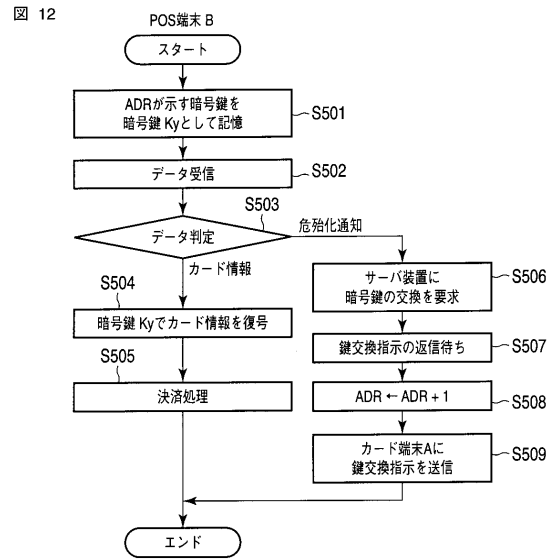 図 12
POS端末 B
スタート
ADRが示す暗号鍵を
暗号鍵 Kyとして記憶
S501
データ受信
S502
データ判定
S503
危殆化通知
カード情報
S504
暗号鍵 Kyでカード情報を復号
S505
決済処理
サーバ装置に
暗号鍵の交換を要求
S506
鍵交換指示の返信待ち
S507
ADR ← ADR + 1
S508
カード端末Aに
鍵交換指示を送信
S509
エンド